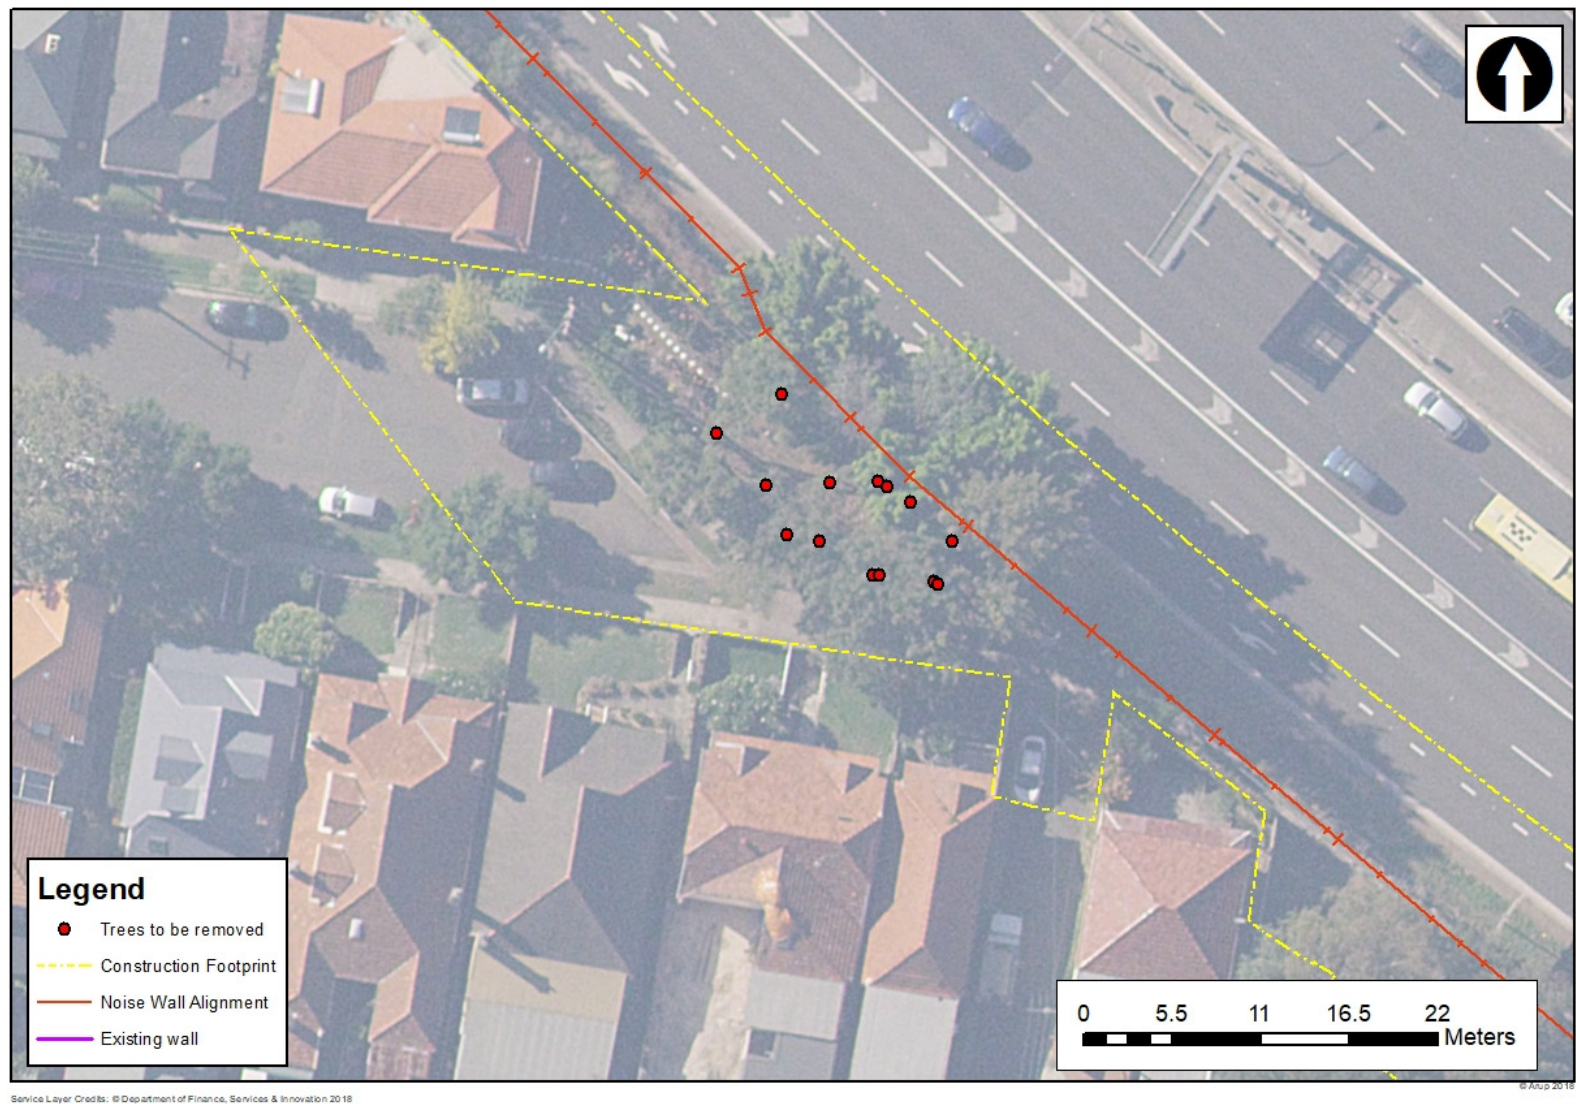 Legend
Trees to be removed
Construction Footprint
Noise Wall Alignment
Existing wall
0 5.5 11 16.5 22
Meters
© Arup 2018
Service Layer Credits: © Department of Finance, Services & Innovation 2018